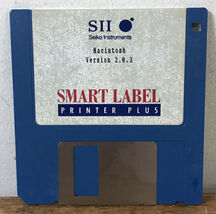 SII
Seiko Instruments
Macintosh
Version 2.0.3
SMART LABEL
PRINTER PLUS